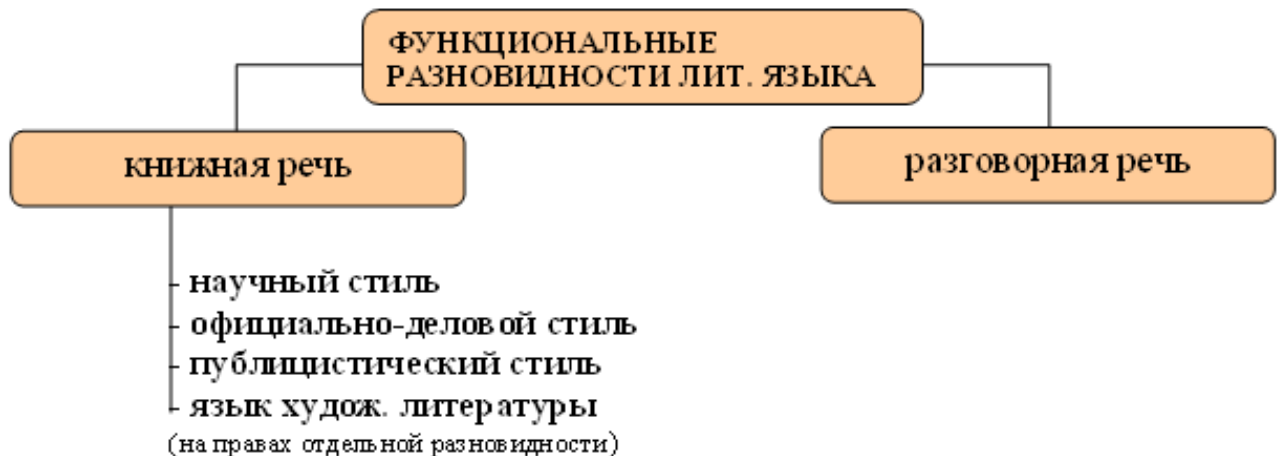 ФУНКЦИОНАЛЬНЫЕ
РАЗНОВИДНОСТИ ЛИТ. ЯЗЫКА
книжная речь
разговорная речь
- научный стиль
- официально-деловой стиль
- публицистический стиль
- язык худож. литературы
(на правах отдельной разновидности)